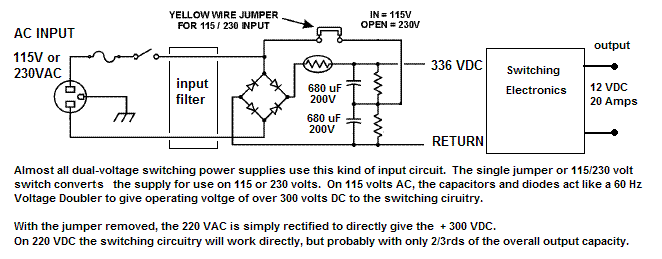 YELLOW WIRE JUMPER
FOR 115 / 230 INPUT
IN = 115V
OPEN = 230V
AC INPUT
115V or
230VAC
input
filter
680 uF
200V
680 uF
200V
336 VDC
RETURN
Switching
Electronics
output
12 VDC
20 Amps
Almost all dual-voltage switching power supplies use this kind of input circuit. The single jumper or 115/230 volt
switch converts the supply for use on 115 or 230 volts. On 115 volts AC, the capacitors and diodes act like a 60 Hz
Voltage Doubler to give operating voltge of over 300 volts DC to the switching ciruitry.
With the jumper removed, the 220 VAC is simply rectified to directly give the + 300 VDC.
On 220 VDC the switching circuitry will work directly, but probably with only 2/3rds of the overall output capacity.